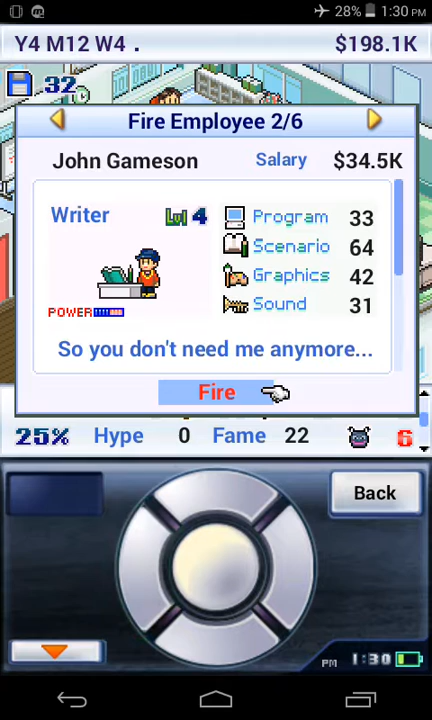 28% 1:30 PM
Y4 M12 W4 . $198.1K
32
Fire Employee 2/6
John Gameson Salary $34.5K
Writer Lvl 4
Program 33
Scenario 64
Graphics 42
Sound 31
POWER
So you don't need me anymore...
Fire
25% Hype 0 Fame 22 6
Back
PM 1:30